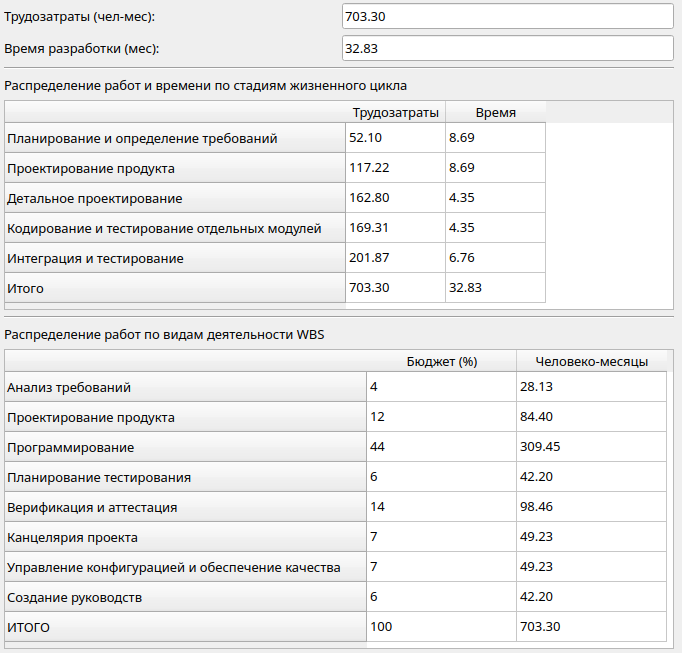 Трудозатраты (чел-мес): 703.30
Время разработки (мес): 32.83
Распределение работ и времени по стадиям жизненного цикла
Трудозатраты Время
Планирование и определение требований 52.10 8.69
Проектирование продукта 117.22 8.69
Детальное проектирование 162.80 4.35
Кодирование и тестирование отдельных модулей 169.31 4.35
Интеграция и тестирование 201.87 6.76
Итого 703.30 32.83
Распределение работ по видам деятельности WBS
Бюджет (%) Человеко-месяцы
Анализ требований 4 28.13
Проектирование продукта 12 84.40
Программирование 44 309.45
Планирование тестирования 6 42.20
Верификация и аттестация 14 98.46
Канцелярия проекта 7 49.23
Управление конфигурацией и обеспечение качества 7 49.23
Создание руководств 6 42.20
ИТОГО 100 703.30